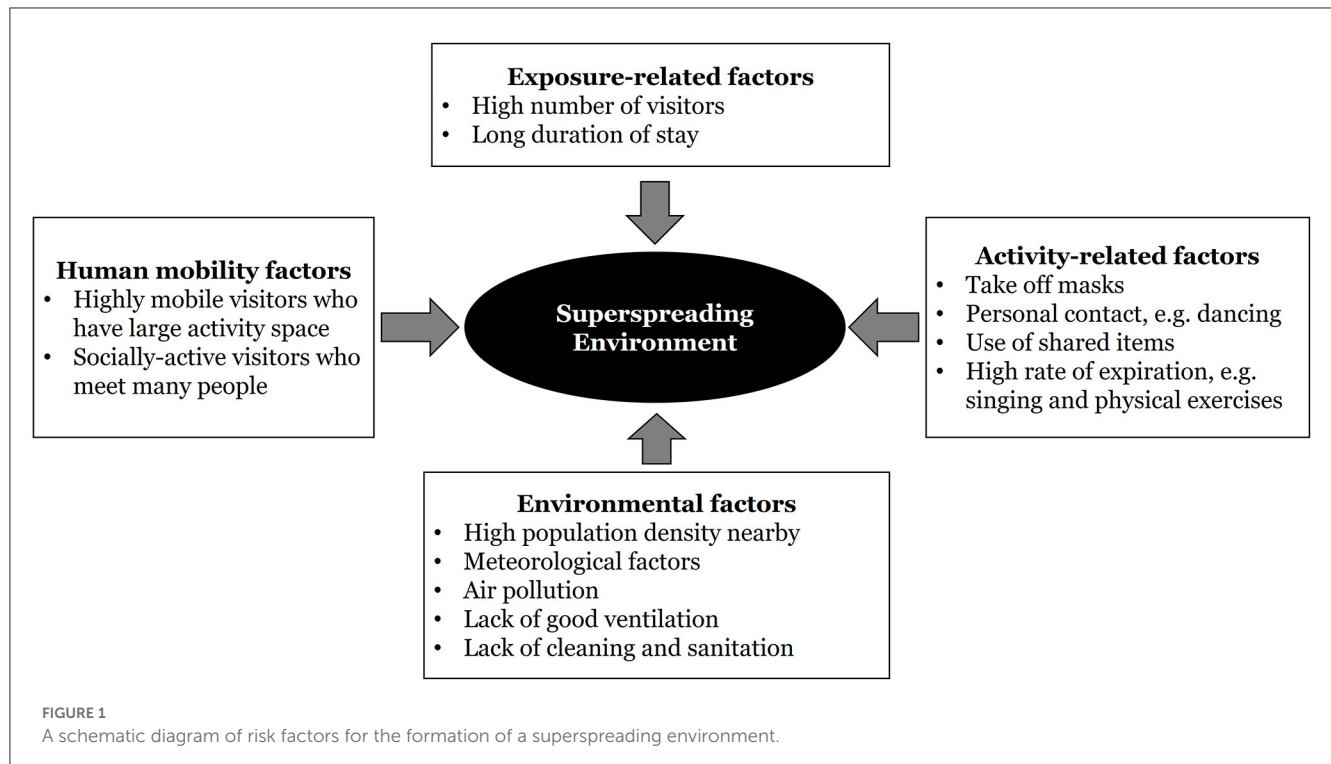 Exposure-related factors
• High number of visitors
• Long duration of stay
Human mobility factors
• Highly mobile visitors who
have large activity space
• Socially-active visitors who
meet many people
Superspreading
Environment
Activity-related factors
• Take off masks
• Personal contact, e.g. dancing
• Use of shared items
• High rate of expiration, e.g.
singing and physical exercises
Environmental factors
• High population density nearby
• Meteorological factors
• Air pollution
• Lack of good ventilation
• Lack of cleaning and sanitation
FIGURE 1
A schematic diagram of risk factors for the formation of a superspreading environment.